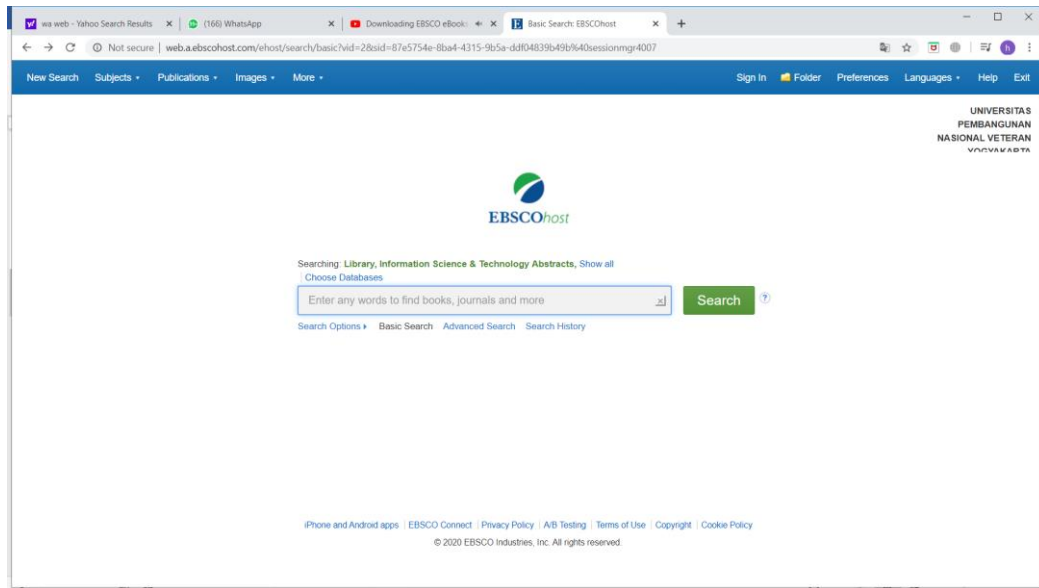 wa web - Yahoo Search Results
(166) WhatsApp
Downloading EBSCO eBook
Basic Search: EBSCOhost
Not secure | web.a.ebscohost.com/ehost/search/basic?vid=2&sid=87e5754e-8ba4-4315-9b5a-ddf04839b49b%40sessionmgr4007
New Search Subjects Publications Images More Sign In Folder Preferences Languages Help Exit
UNIVERSITAS
PEMBANGUNAN
NASIONAL VETERAN
YOGYAKARTA
EBSCOhost
Searching: Library, Information Science & Technology Abstracts, Show all
Choose Databases
Enter any words to find books, journals and more Search ?
Search Options Basic Search Advanced Search Search History
iPhone and Android apps | EBSCO Connect | Privacy Policy | A/B Testing | Terms of Use | Copyright | Cookie Policy
© 2020 EBSCO Industries, Inc. All rights reserved.